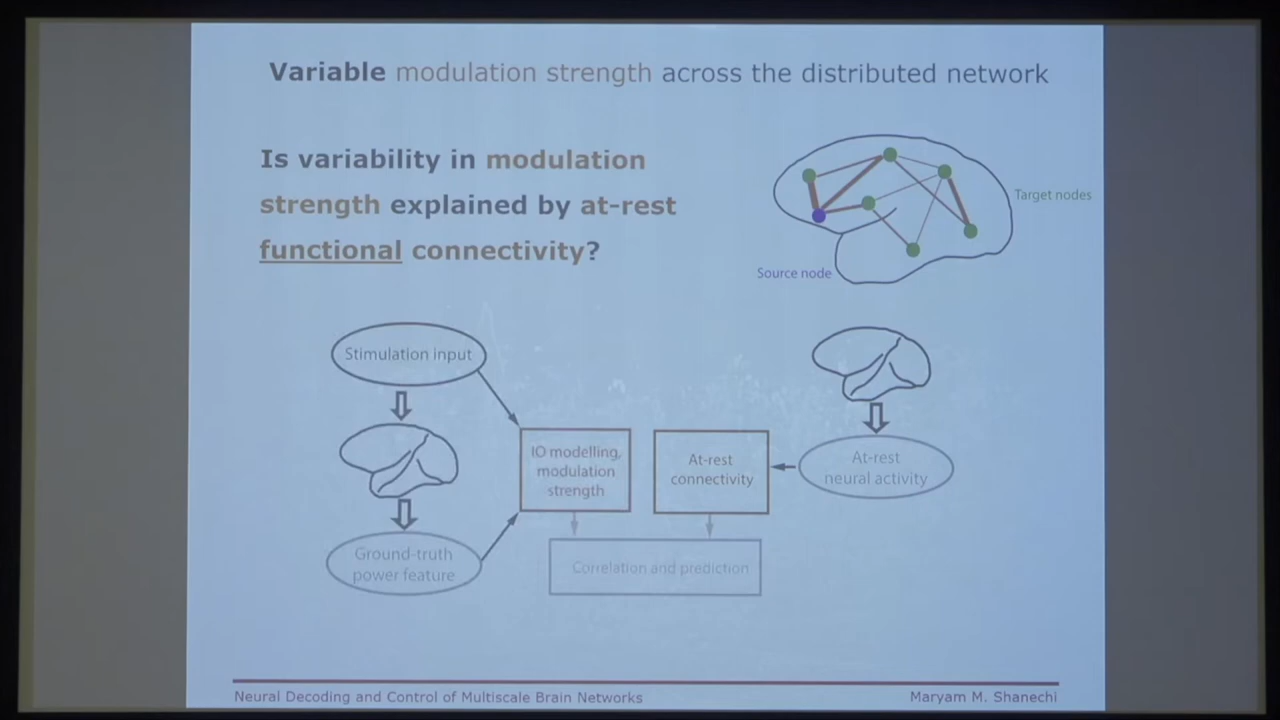 Variable modulation strength across the distributed network
Is variability in modulation
strength explained by at-rest
functional connectivity?
Target nodes
Source node
Stimulation input
IO modelling,
modulation
strength
At-rest
connectivity
At-rest
neural activity
Ground-truth
power feature
Correlation and prediction
Neural Decoding and Control of Multiscale Brain Networks
Maryam M. Shanechi